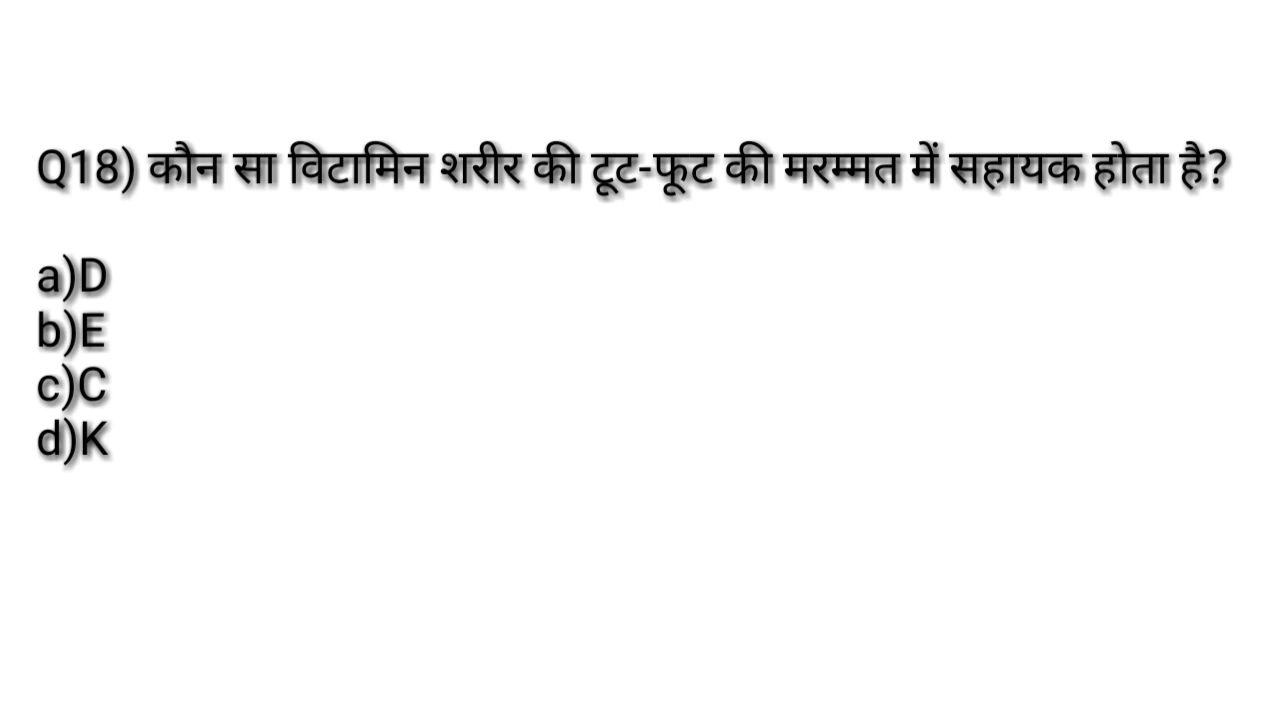 Q18) कौन सा विटामिन शरीर की टूट-फूट की मरम्मत में सहायक होता है?
a)D
b)E
c)C
d)K